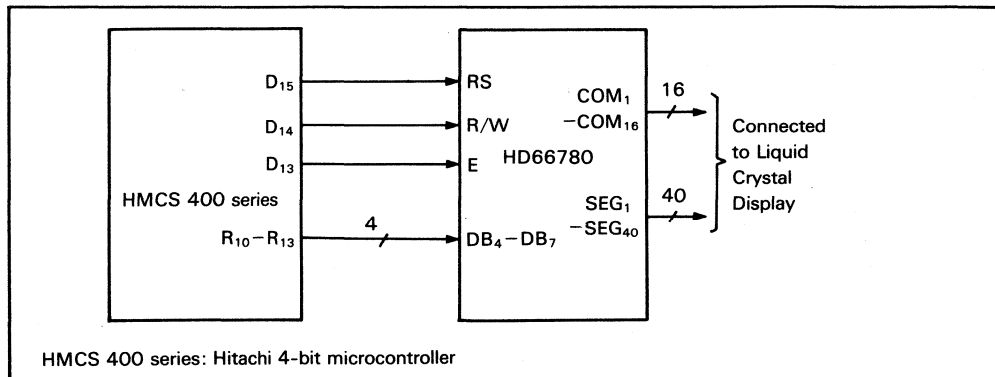 D₁₅ RS
16
COM₁
–COM₁₆
D₁₄ R/W
Connected
to Liquid
Crystal
Display
D₁₃ E
HD66780
HMCS 400 series
40
SEG₁
–SEG₄₀
4
R₁₀–R₁₃ DB₄–DB₇
HMCS 400 series: Hitachi 4-bit microcontroller